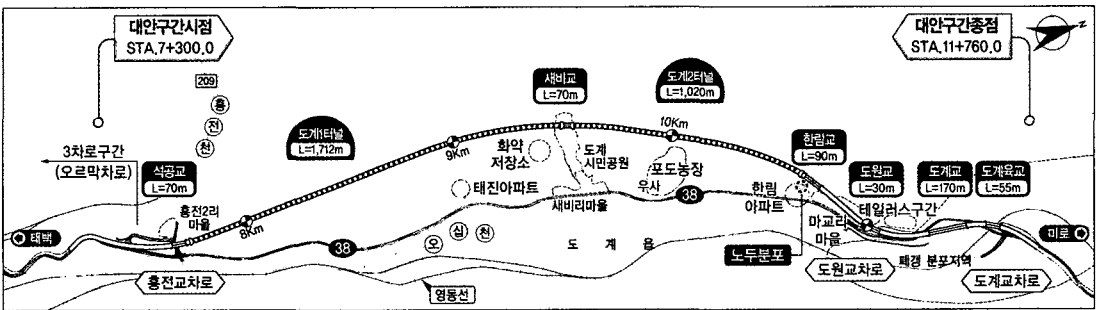 대안구간시점
STA.7+300.0
대안구간종점
STA.11+760.0
N
209
흥
전
천
3차로구간
(오르막차로)
석공교
L=70m
도계1터널
L=1,712m
새비교
L=70m
도계2터널
L=1,020m
한림교
L=90m
도원교
L=30m
도계교
L=170m
도계육교
L=55m
8Km
9Km
10Km
화약
저장소
도계
시민공원
태진아파트
포도농장
우사
새비리마을
38
한림
아파트
테일러스구간
마교리
마을
흥전2리
마을
태백
미로
38
오
십
천
도 계 읍
노두분포
폐갱 분포지역
흥전교차로
영동선
도원교차로
도계교차로